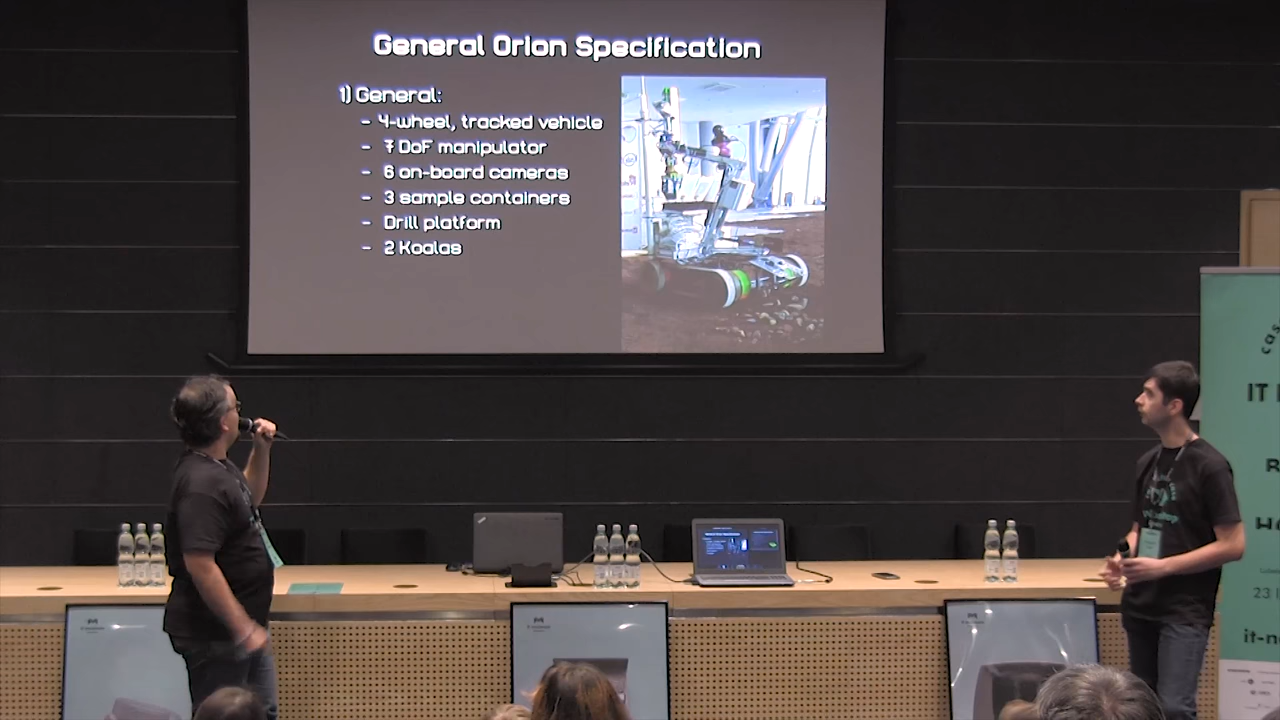 General Orion Specification
1) General:
- 4-wheel, tracked vehicle
- 7 DoF manipulator
- 6 on-board cameras
- 3 sample containers
- Drill platform
- 2 Koalas
IT
23
it-n